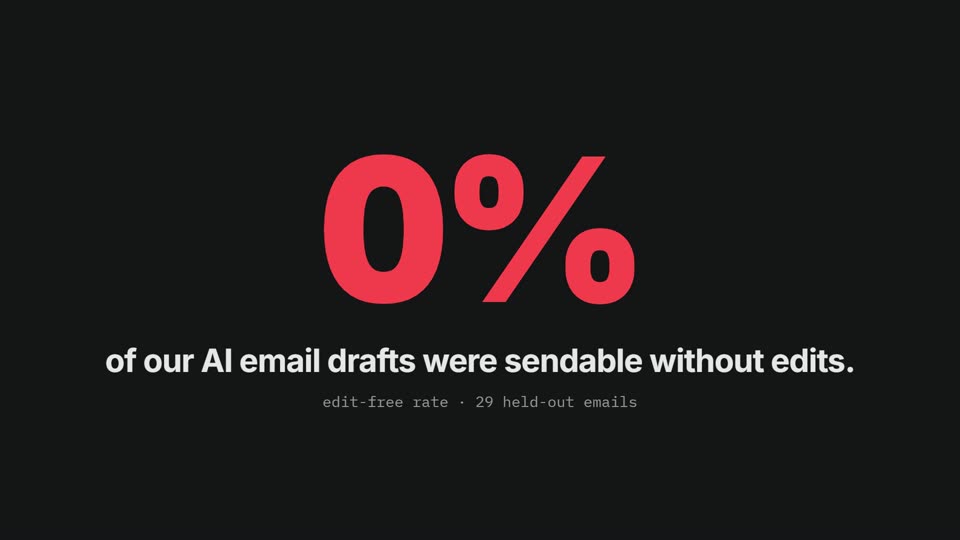 0%
of our AI email drafts were sendable without edits.
edit-free rate · 29 held-out emails